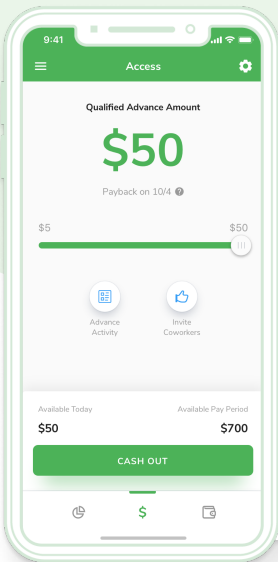 9:41
Access
Qualified Advance Amount
$50
Payback on 10/4 ?
$5 $50
Advance Invite
Activity Coworkers
Available Today Available Pay Period
$50 $700
CASH OUT
$